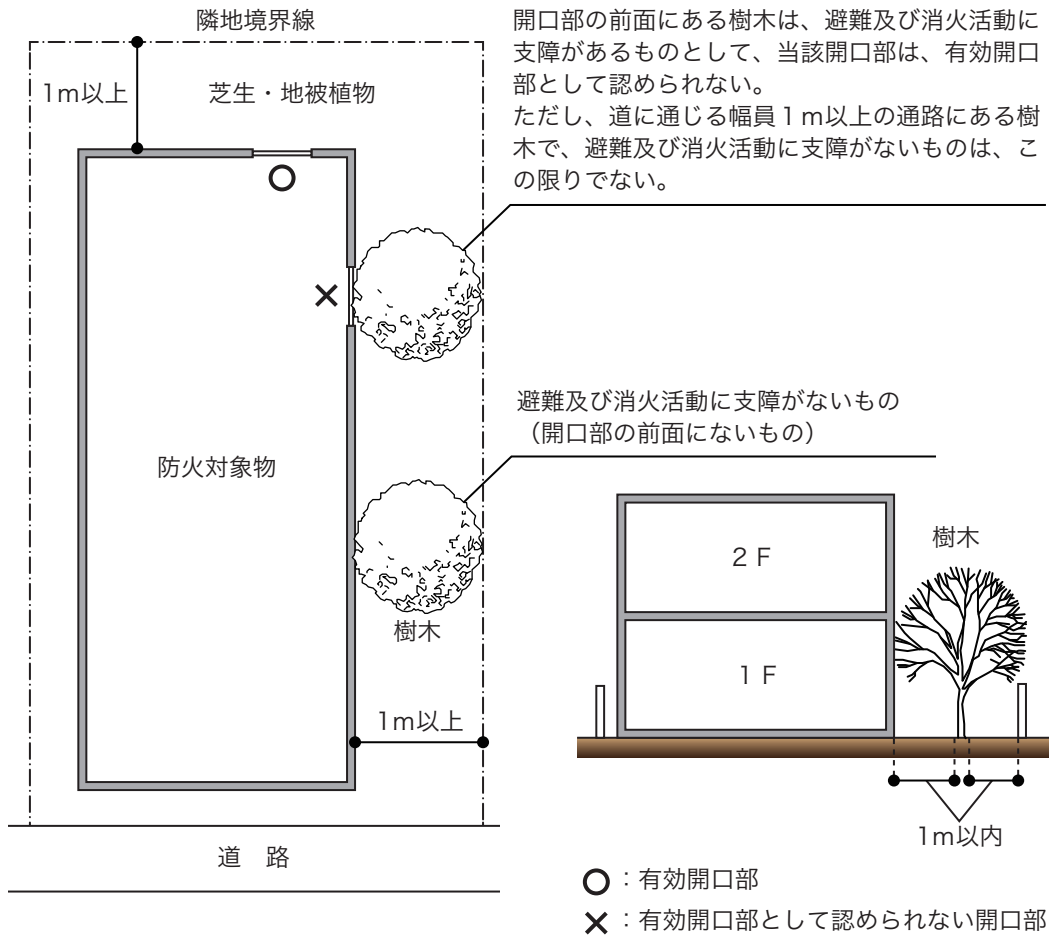 隣地境界線
1m以上
芝生・地被植物
開口部の前面にある樹木は、避難及び消火活動に
支障があるものとして、当該開口部は、有効開口
部として認められない。
ただし、道に通じる幅員1m以上の通路にある樹
木で、避難及び消火活動に支障がないものは、こ
の限りでない。
避難及び消火活動に支障がないもの
（開口部の前面にないもの）
防火対象物
樹木
1m以上
道　路
2F
樹木
1F
1m以内
○：有効開口部
×：有効開口部として認められない開口部